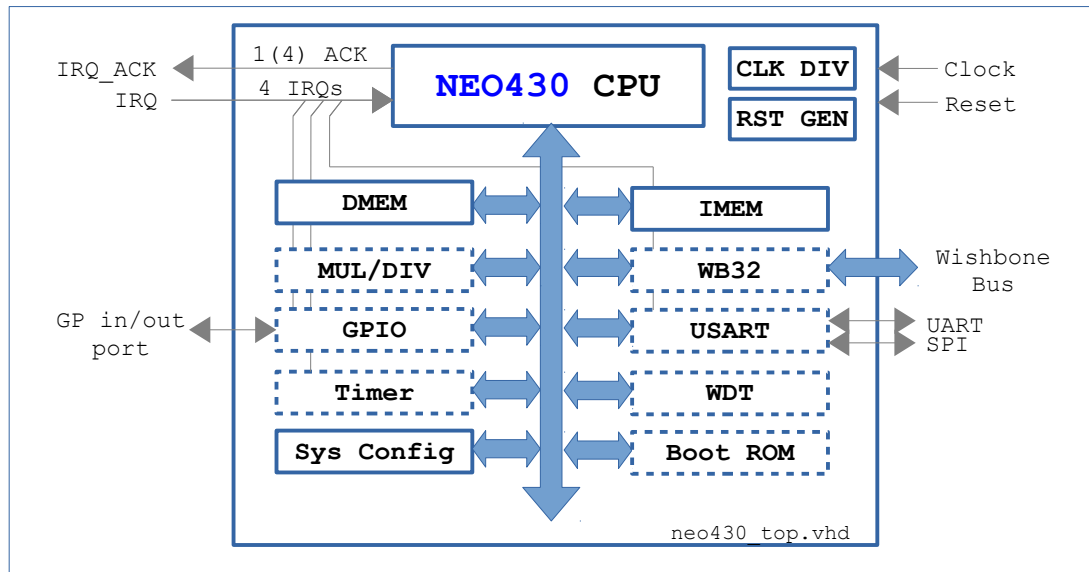 1(4) ACK
IRQ_ACK
IRQ
4 IRQs
NEO430 CPU
CLK DIV
RST GEN
Clock
Reset
DMEM
IMEM
MUL/DIV
WB32
Wishbone
Bus
GP in/out
port
GPIO
USART
UART
SPI
Timer
WDT
Sys Config
Boot ROM
neo430_top.vhd